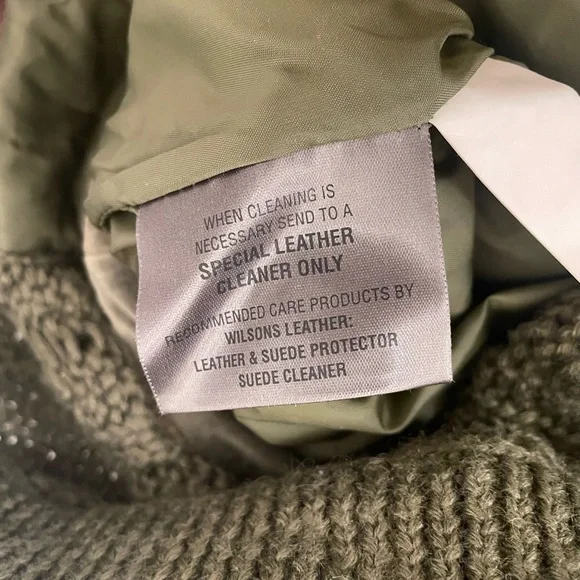 WHEN CLEANING IS
NECESSARY SEND TO A
SPECIAL LEATHER
CLEANER ONLY
RECOMMENDED CARE PRODUCTS BY
WILSONS LEATHER:
LEATHER & SUEDE PROTECTOR
SUEDE CLEANER